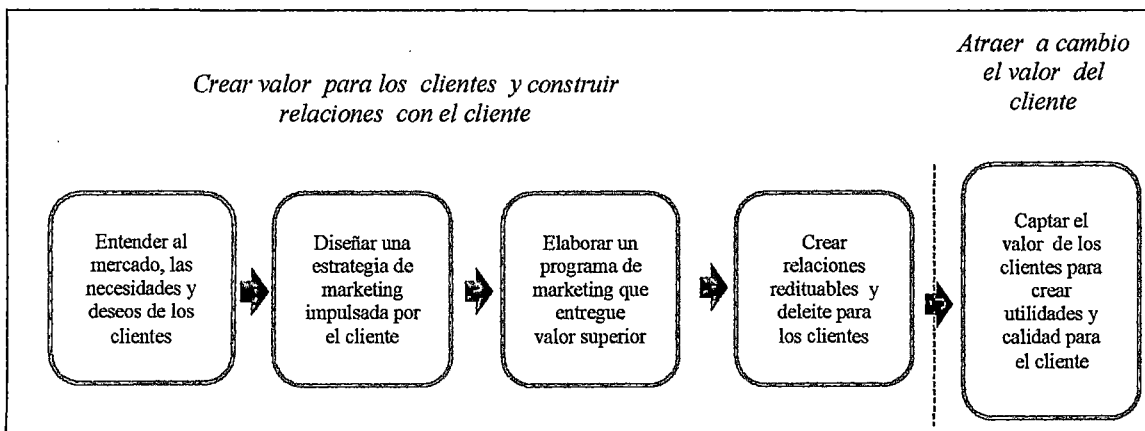 Crear valor para los clientes y construir
relaciones con el cliente
Atraer a cambio
el valor del
cliente
Entender al
mercado, las
necesidades y
deseos de los
clientes
Diseñar una
estrategia de
marketing
impulsada por
el cliente
Elaborar un
programa de
marketing que
entregue
valor superior
Crear
relaciones
redituables y
deleite para
los clientes
Captar el
valor de los
clientes para
crear
utilidades y
calidad para
el cliente